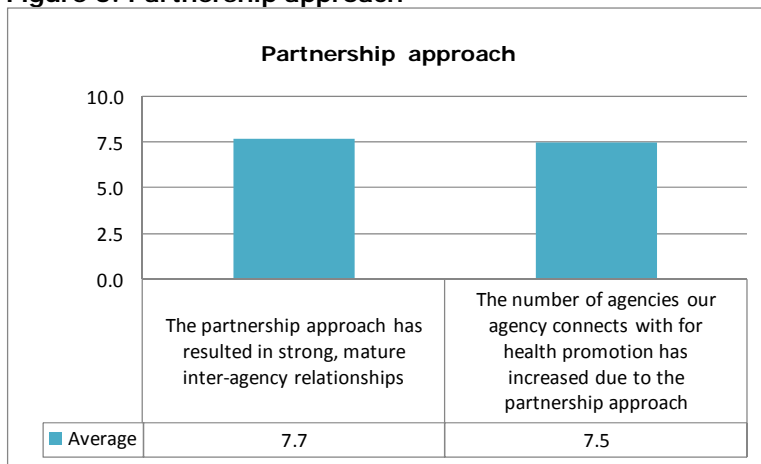 Partnership approach
10.0
7.5
5.0
2.5
0.0
The partnership approach has
resulted in strong, mature
inter-agency relationships
The number of agencies our
agency connects with for
health promotion has
increased due to the
partnership approach
Average
7.7
7.5